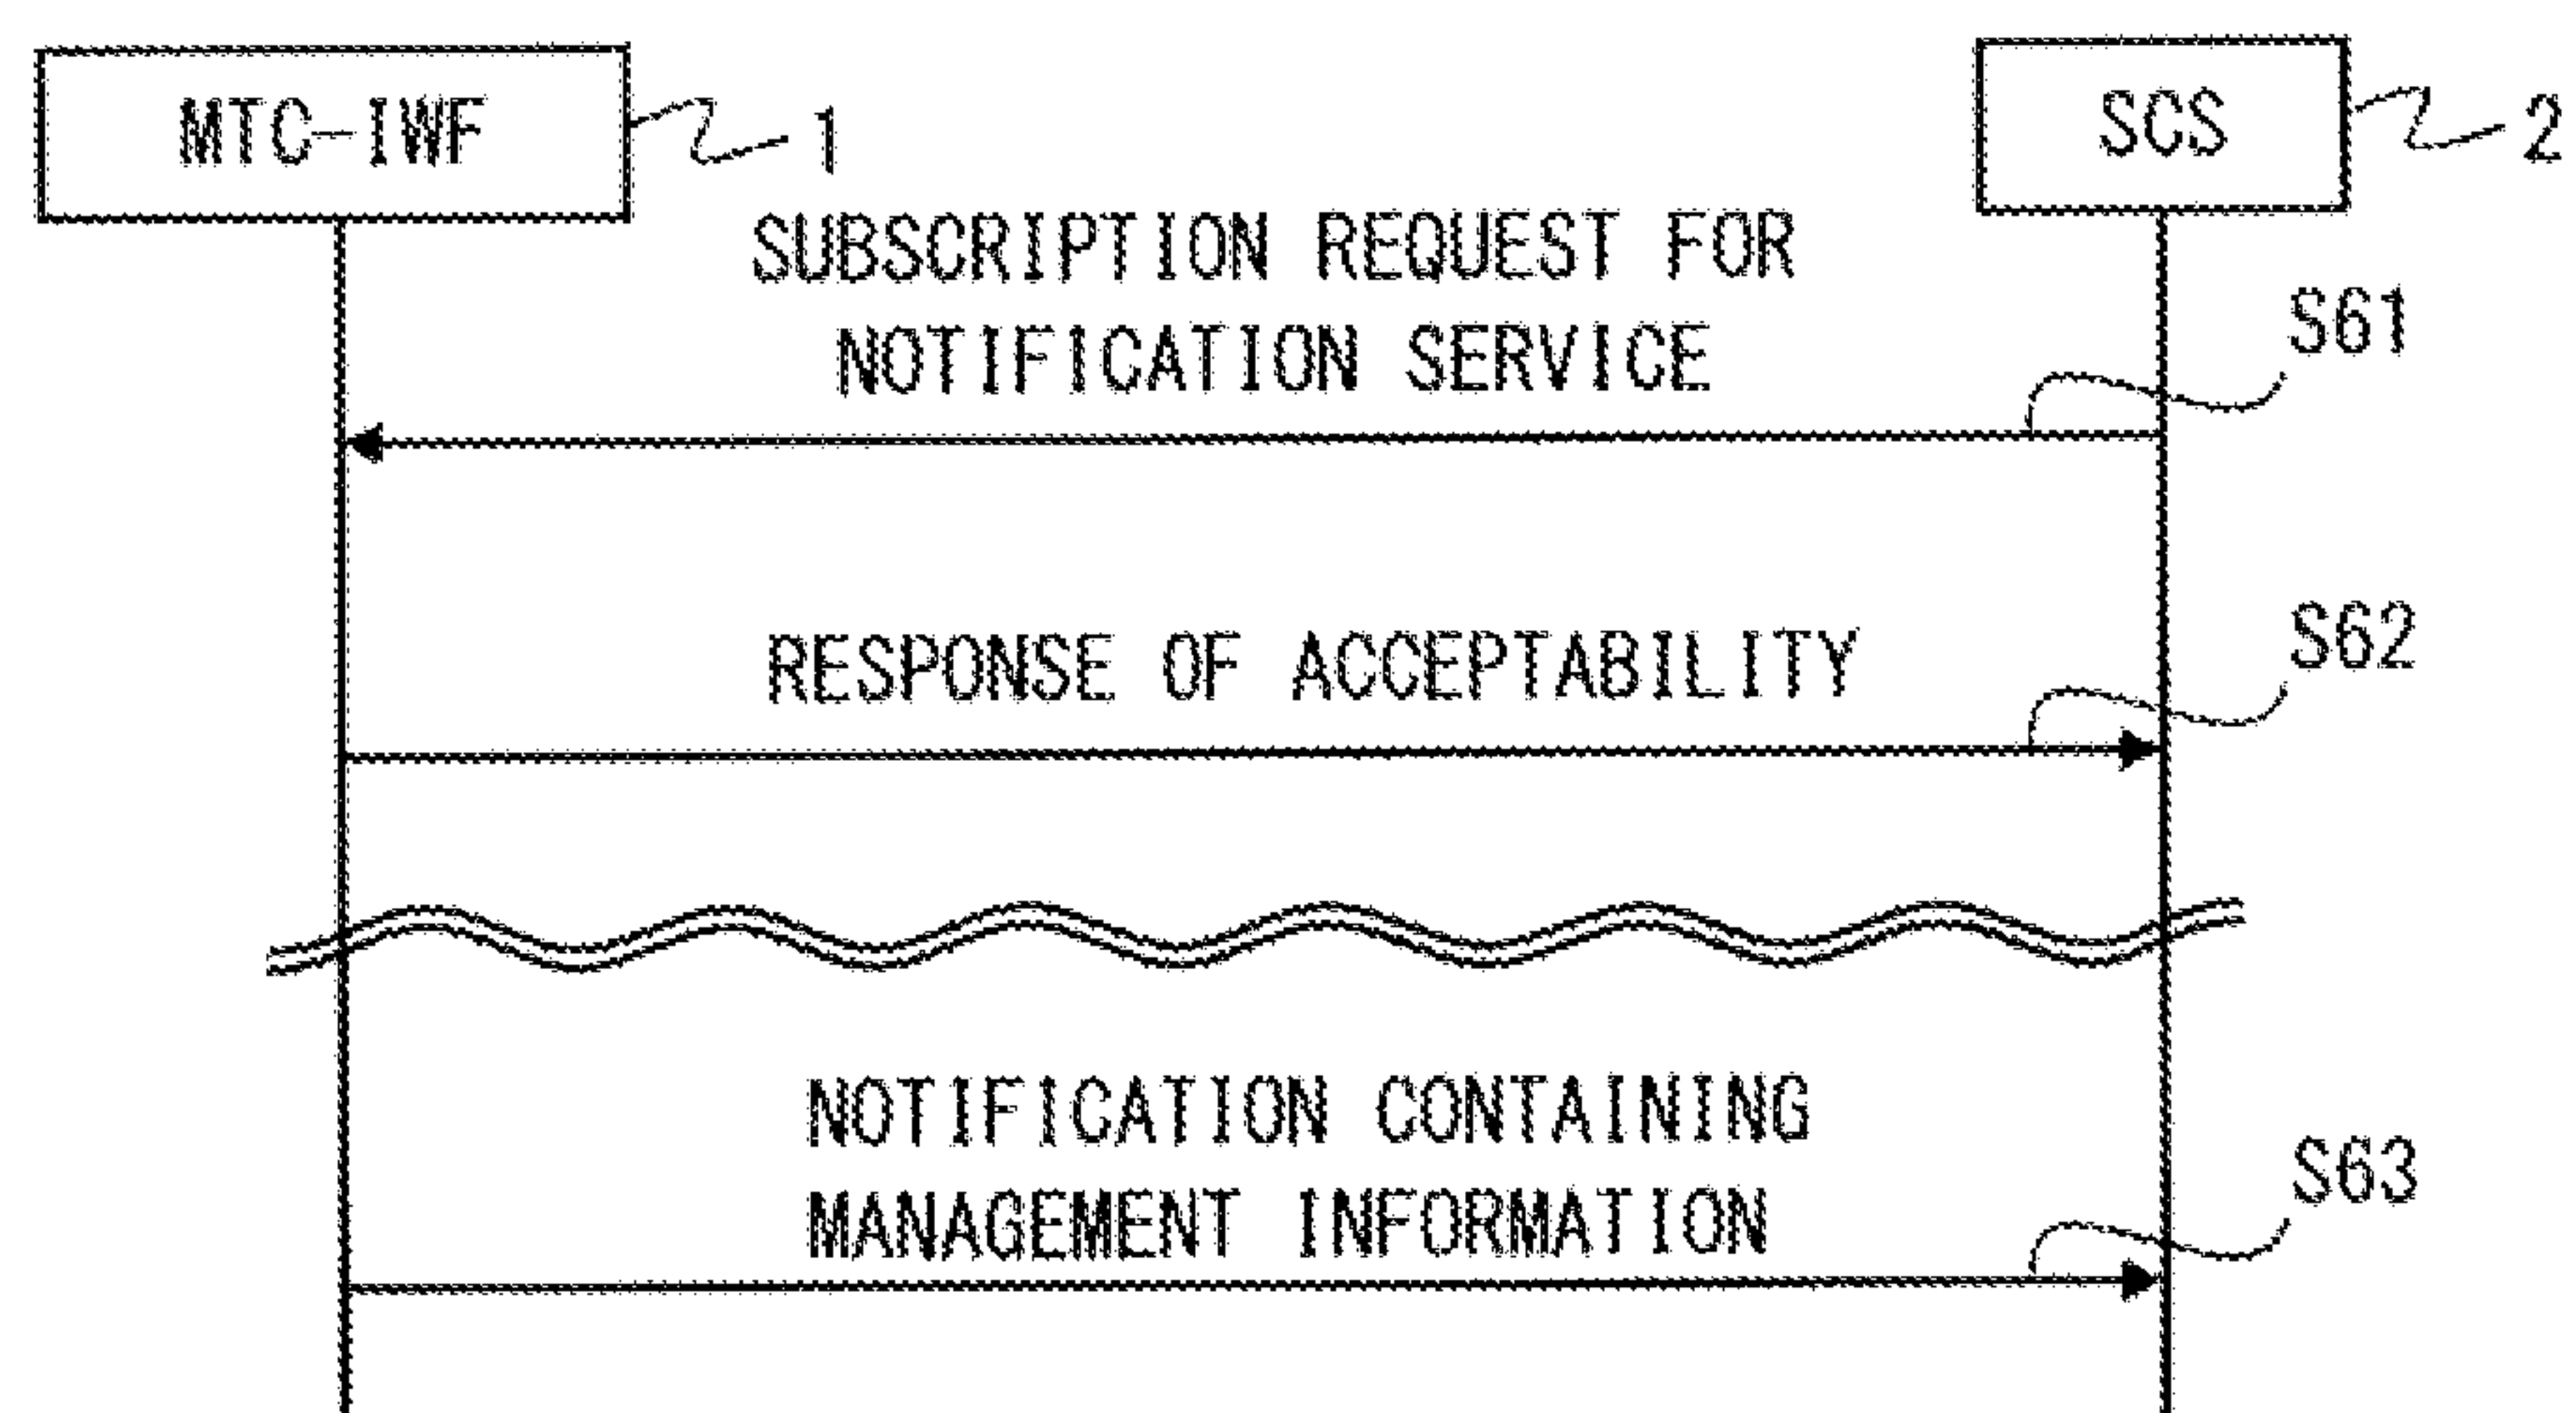 MTC-IWF
1
SCS
2
SUBSCRIPTION REQUEST FOR
NOTIFICATION SERVICE
S61
RESPONSE OF ACCEPTABILITY
S62
NOTIFICATION CONTAINING
MANAGEMENT INFORMATION
S63